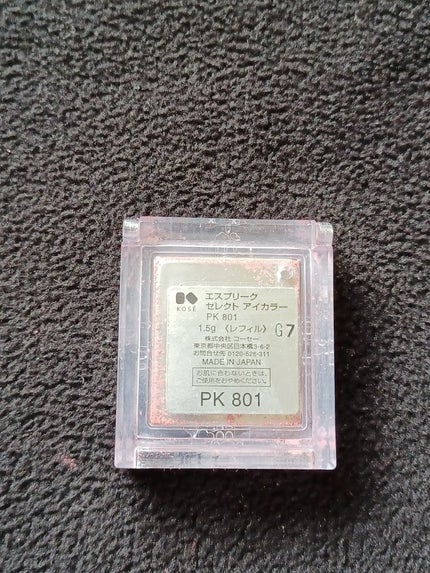 KOSÉ
エスプリーク
セレクト アイカラー
PK 801
1.5g 〈レフィル〉 G7
株式会社 コーセー
東京都中央区日本橋3-6-2
お問合せ先 0120-526-311
MADE IN JAPAN
お肌に合わないときは、
ご使用をおやめください。
PK 801